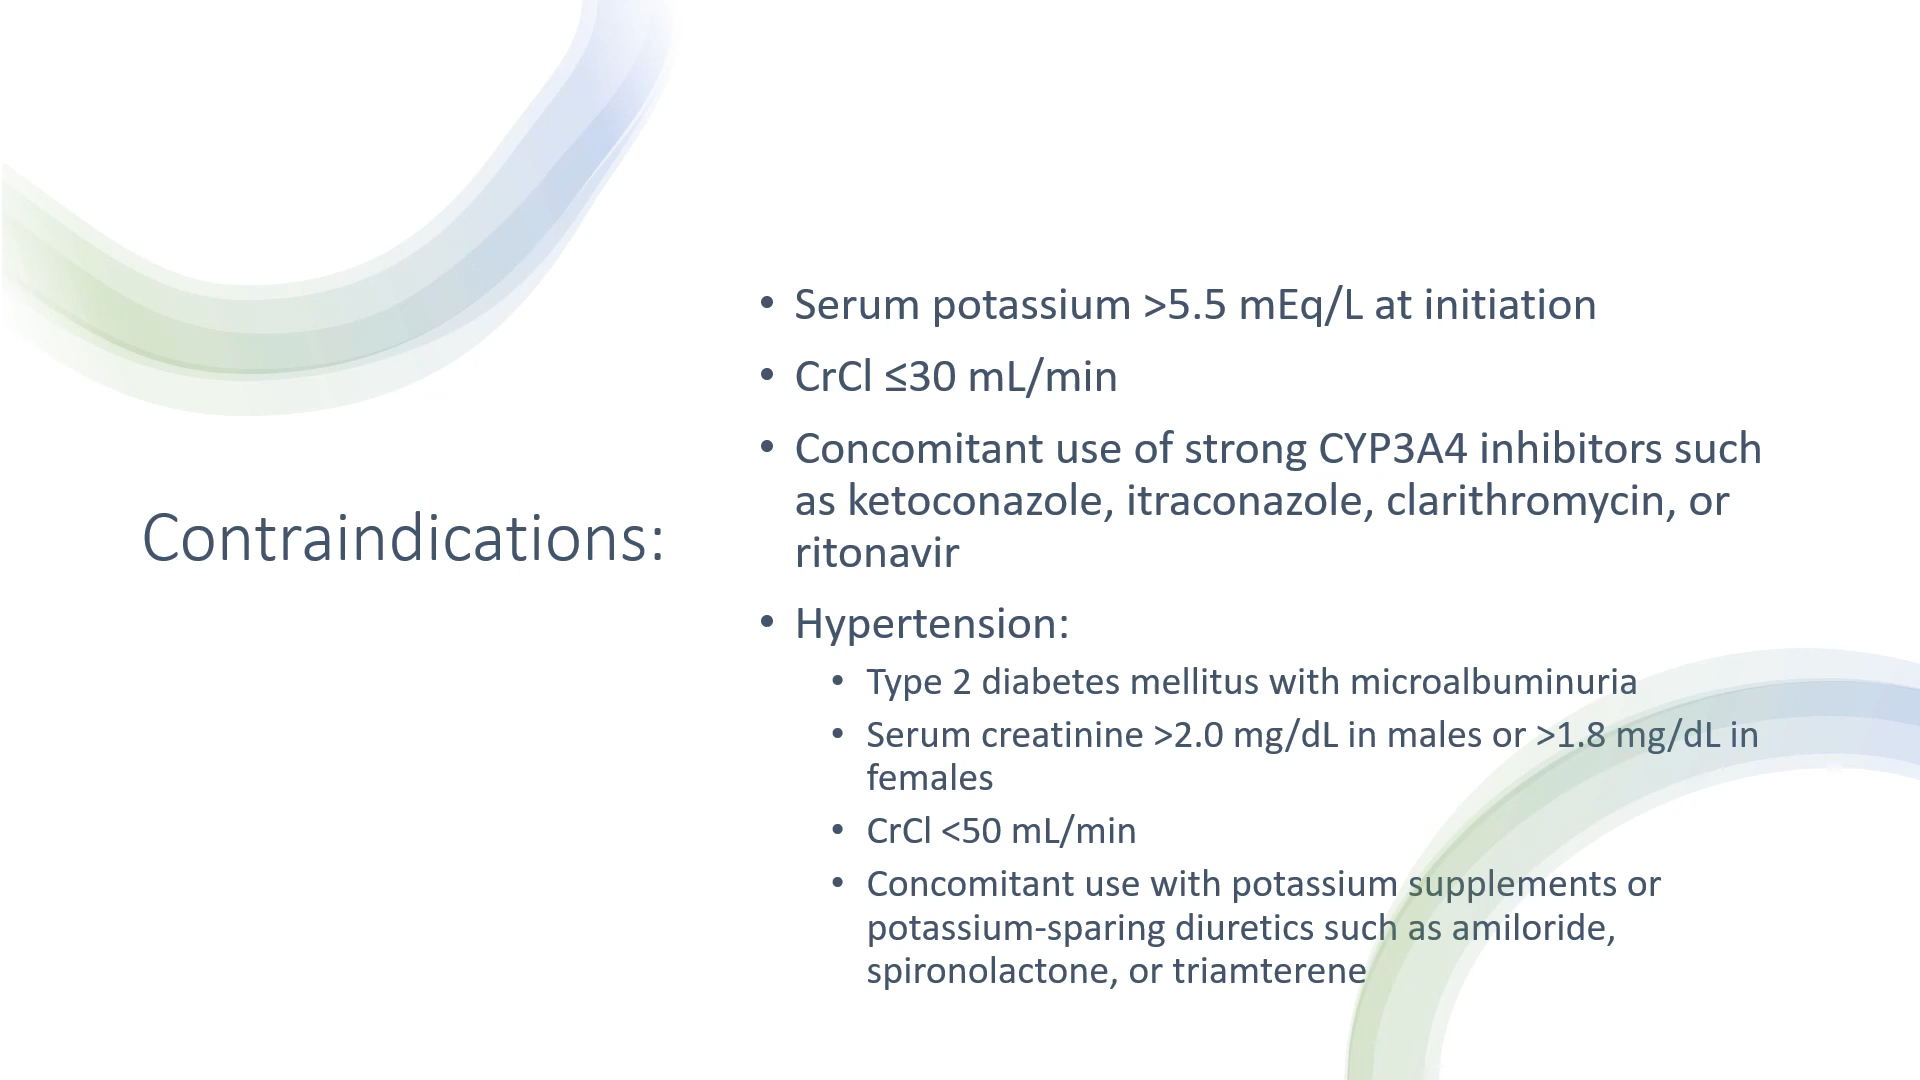 Contraindications:
• Serum potassium >5.5 mEq/L at initiation
• CrCl ≤30 mL/min
• Concomitant use of strong CYP3A4 inhibitors such
as ketoconazole, itraconazole, clarithromycin, or
ritonavir
• Hypertension:
• Type 2 diabetes mellitus with microalbuminuria
• Serum creatinine >2.0 mg/dL in males or >1.8 mg/dL in
females
• CrCl <50 mL/min
• Concomitant use with potassium supplements or
potassium-sparing diuretics such as amiloride,
spironolactone, or triamterene